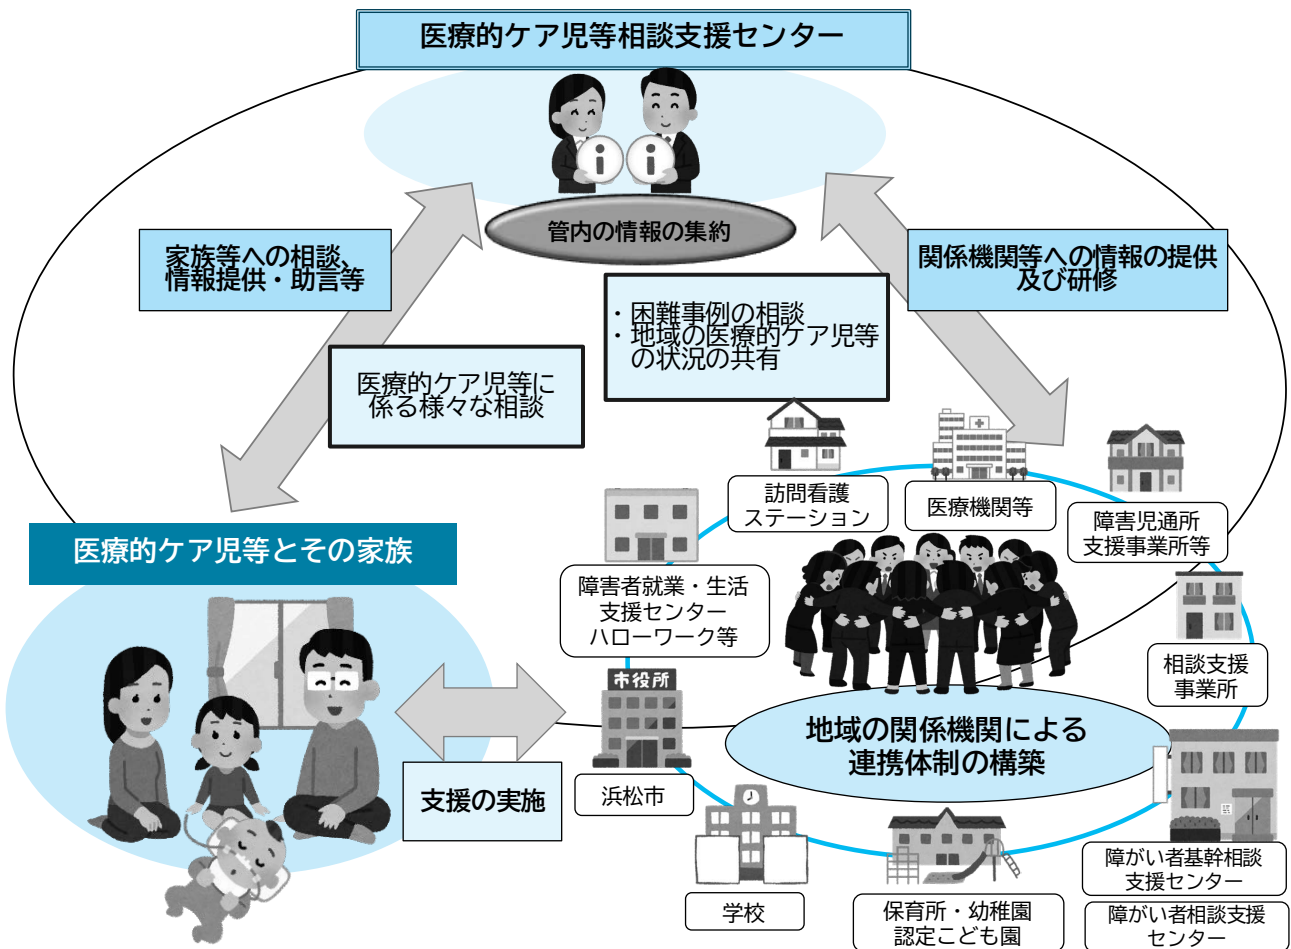 医療的ケア児等相談支援センター
管内の情報の集約
家族等への相談、
情報提供・助言等
関係機関等への情報の提供
及び研修
・困難事例の相談
・地域の医療的ケア児等
の状況の共有
医療的ケア児等に
係る様々な相談
訪問看護
ステーション
医療機関等
障害児通所
支援事業所等
医療的ケア児等とその家族
障害者就業・生活
支援センター
ハローワーク等
相談支援
事業所
市役所
地域の関係機関による
連携体制の構築
支援の実施
浜松市
学校
保育所・幼稚園
認定こども園
障がい者基幹相談
支援センター
障がい者相談支援
センター